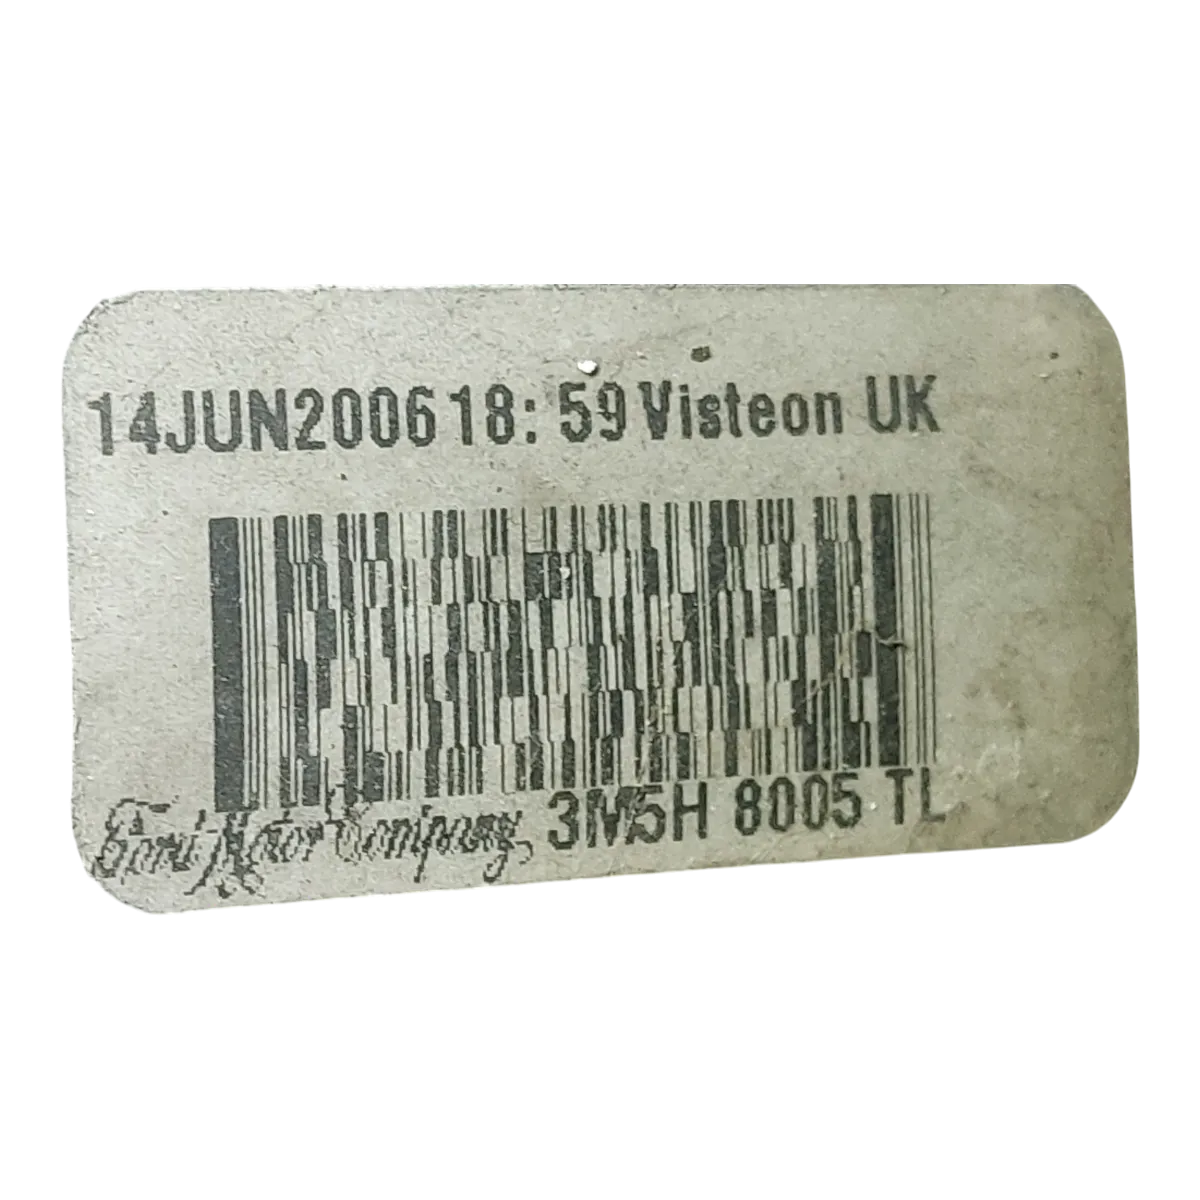 14JUN2006 18: 59 Visteon UK
Ford Motor Company, 3M5H 8005 TL